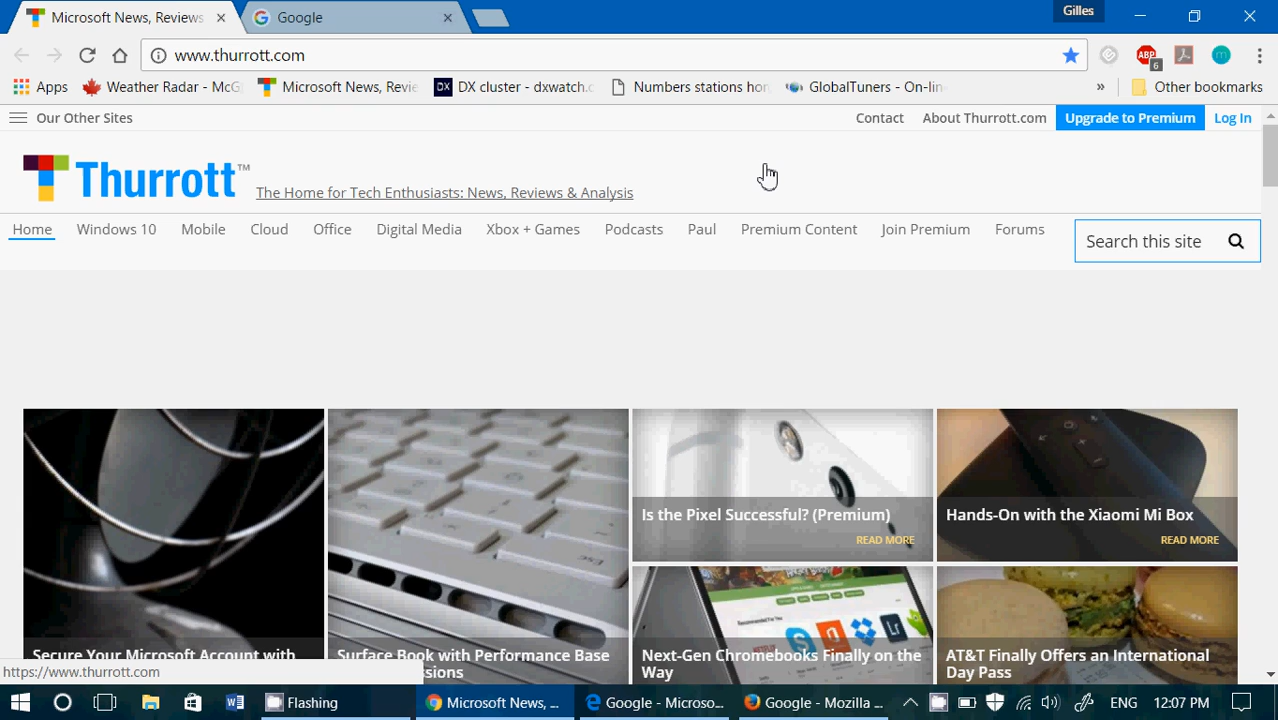 Microsoft News, Reviews
Google
Gilles
www.thurrott.com
6
Apps
Weather Radar - McG
Microsoft News, Revie
DX
DX cluster - dxwatch.c
Numbers stations hom
GlobalTuners - On-lin
»
Other bookmarks
Our Other Sites
Contact
About Thurrott.com
Upgrade to Premium
Log In
Thurrott™
The Home for Tech Enthusiasts: News, Reviews & Analysis
Home
Windows 10
Mobile
Cloud
Office
Digital Media
Xbox + Games
Podcasts
Paul
Premium Content
Join Premium
Forums
Search this site
Is the Pixel Successful? (Premium)
READ MORE
Hands-On with the Xiaomi Mi Box
READ MORE
Secure Your Microsoft Account with
Surface Book with Performance Base
Next-Gen Chromebooks Finally on the
Way
AT&T Finally Offers an International
Day Pass
https://www.thurrott.com
Flashing
Microsoft News, ...
Google - Microso...
Google - Mozilla ...
ENG
12:07 PM